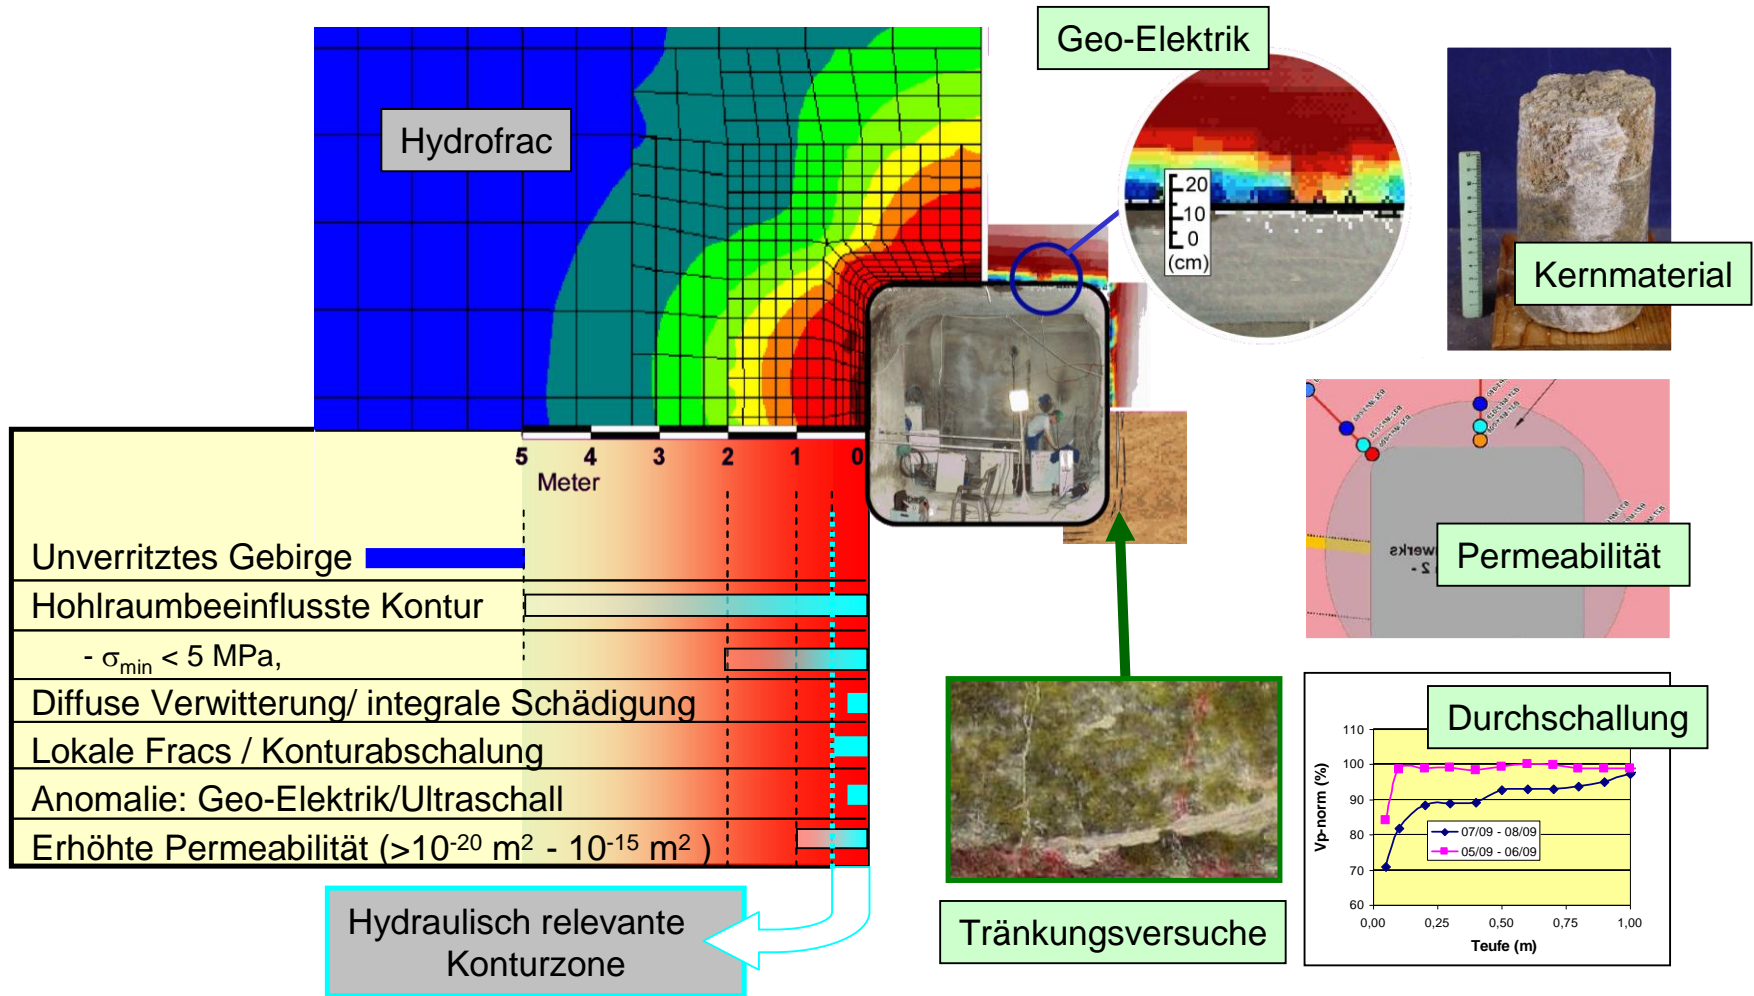 Geo-Elektrik
Hydrofrac
20
10
0
(cm)
Kernmaterial
5 4 3 2 1 0
Meter
Unverritztes Gebirge
Hohlraumbeeinflusste Kontur
- σmin < 5 MPa,
Diffuse Verwitterung/ integrale Schädigung
Lokale Fracs / Konturabschalung
Anomalie: Geo-Elektrik/Ultraschall
Erhöhte Permeabilität (>10-20 m2 - 10-15 m2 )
Hydraulisch relevante
Konturzone
Permeabilität
Tränkungsversuche
Durchschallung
110
100
90
80
70
60
Vp-norm (%)
07/09 - 08/09
05/09 - 06/09
0,00 0,25 0,50 0,75 1,00
Teufe (m)